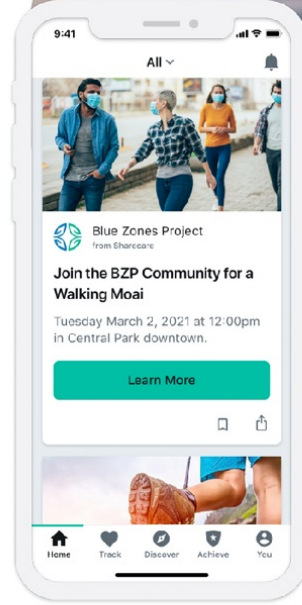 9:41
All
Blue Zones Project
from Sharecare
Join the BZP Community for a
Walking Moai
Tuesday March 2, 2021 at 12:00pm
in Central Park downtown.
Learn More
Home Track Discover Achieve You